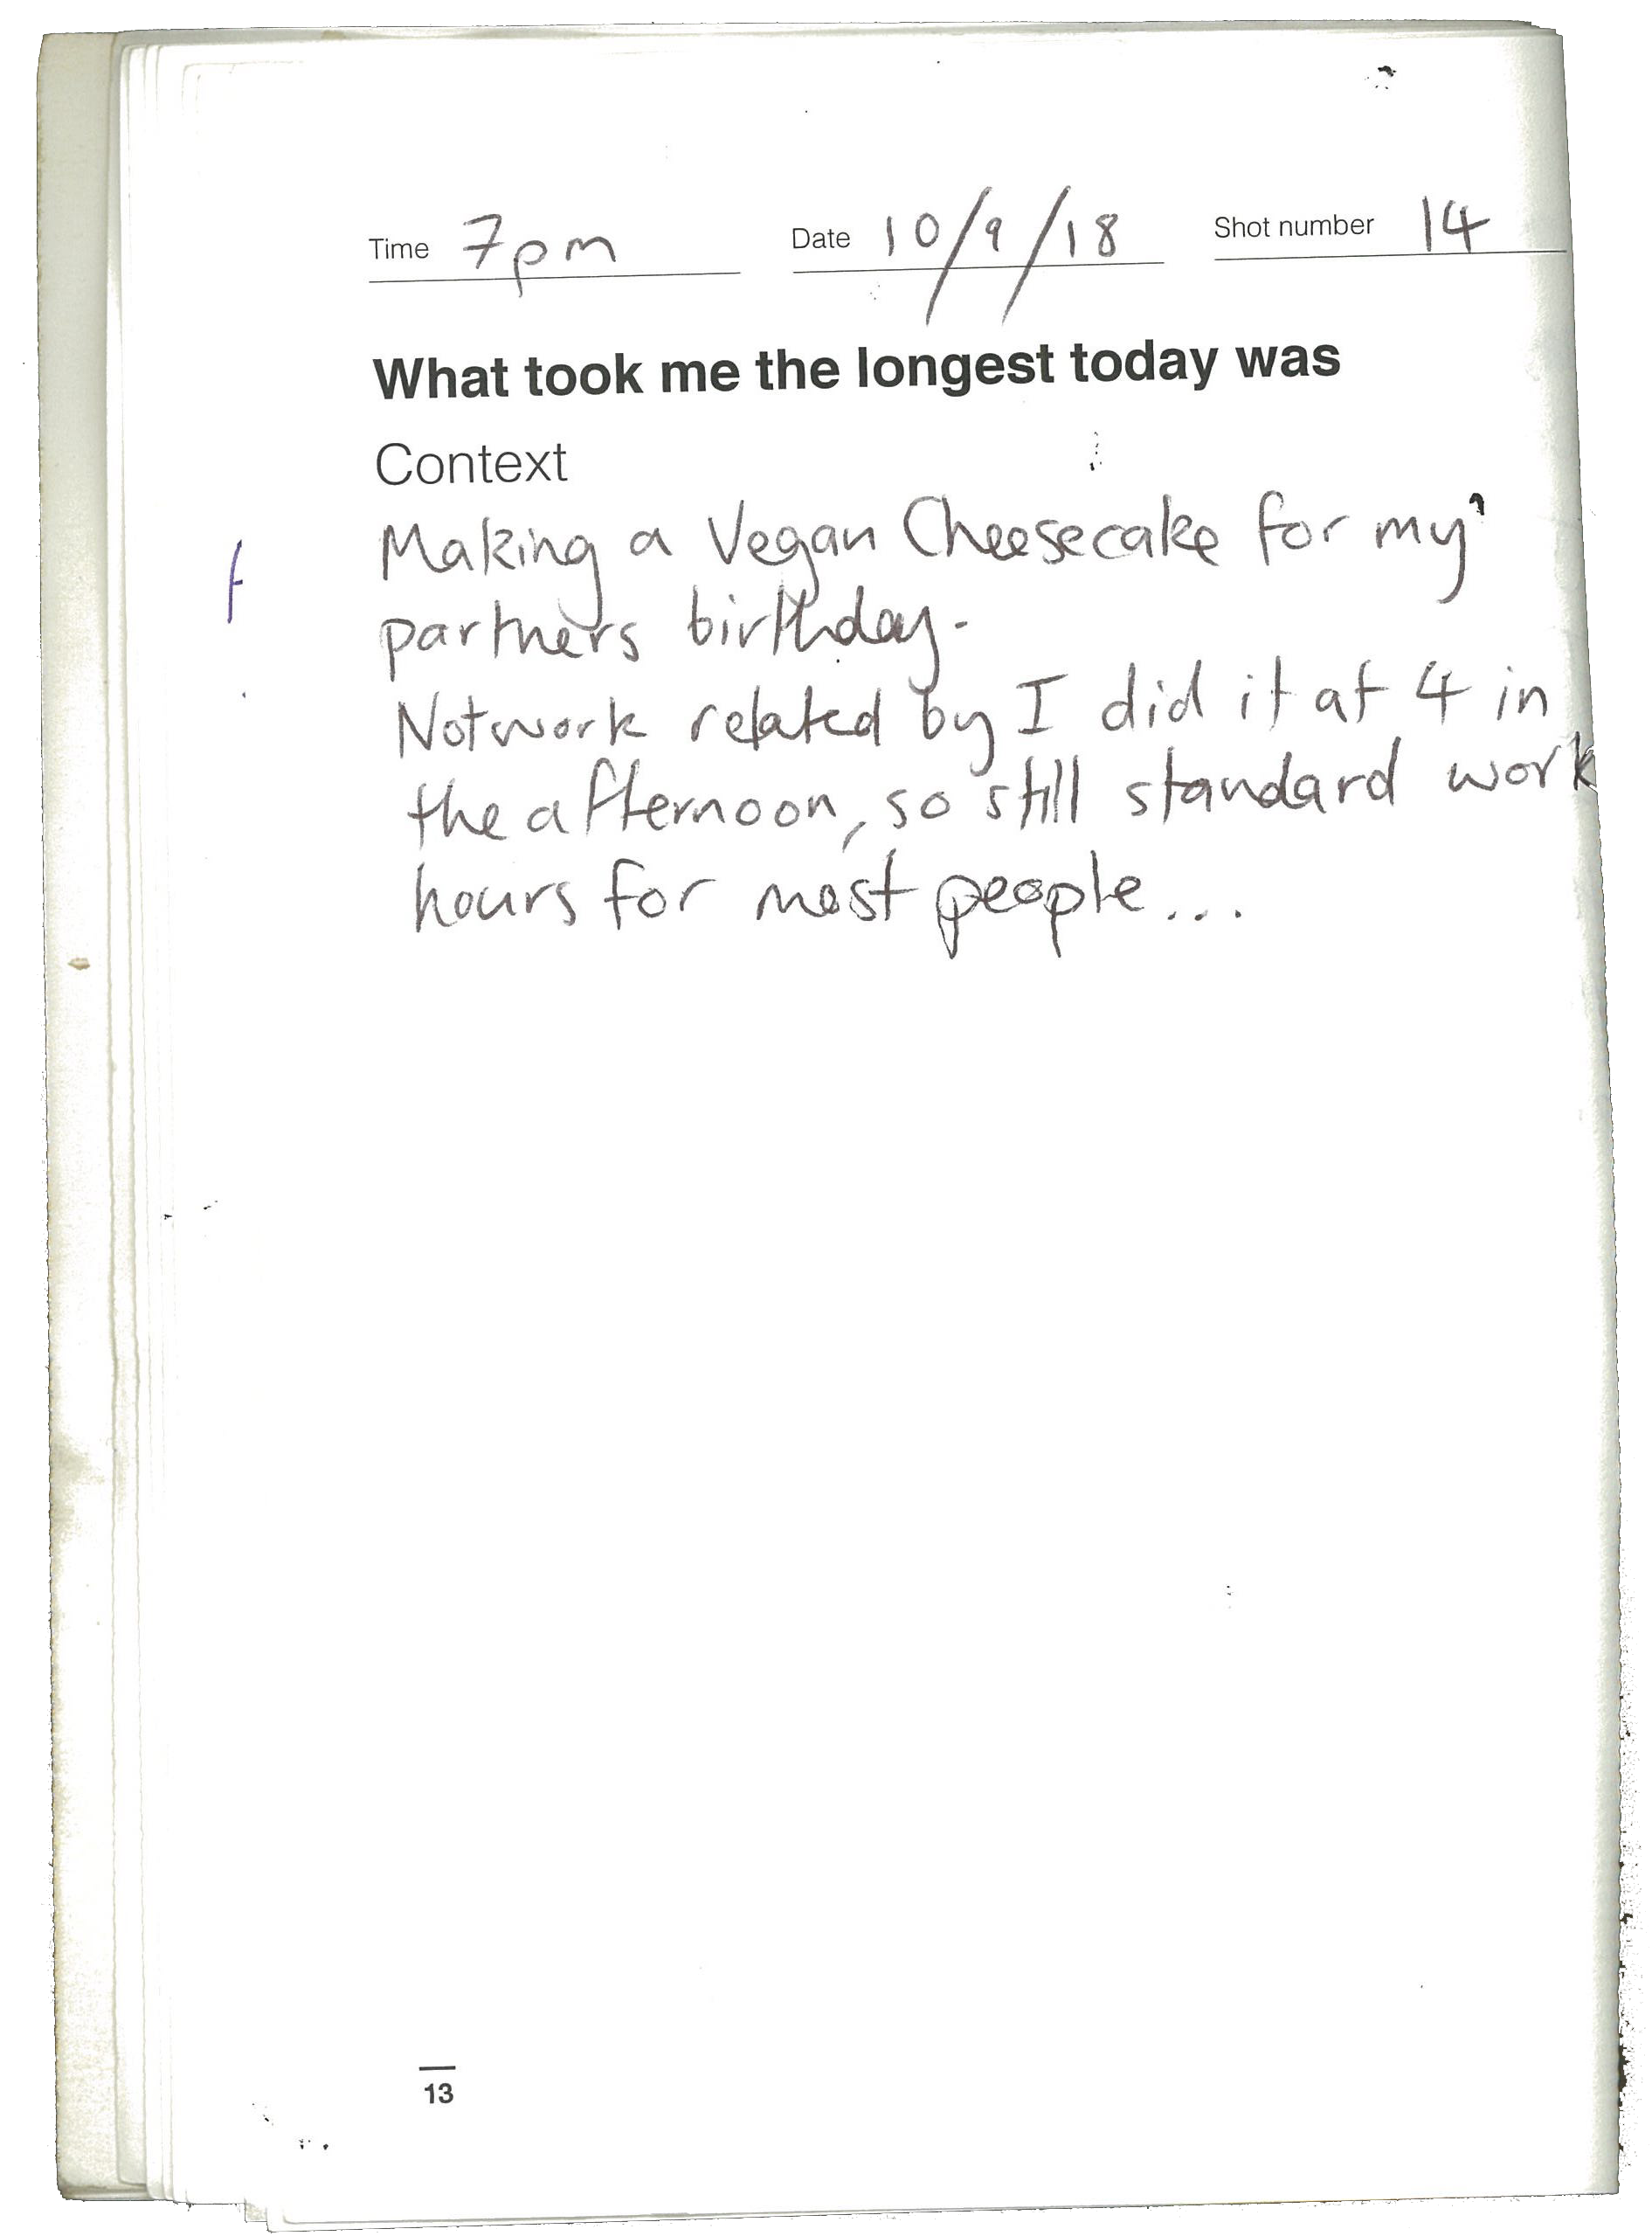 Time 7pm Date 10/9/18 Shot number 14
What took me the longest today was
Context
Making a Vegan Cheesecake for my
partners birthday.
Not work related by I did it at 4 in
the afternoon, so still standard work
hours for most people...
13